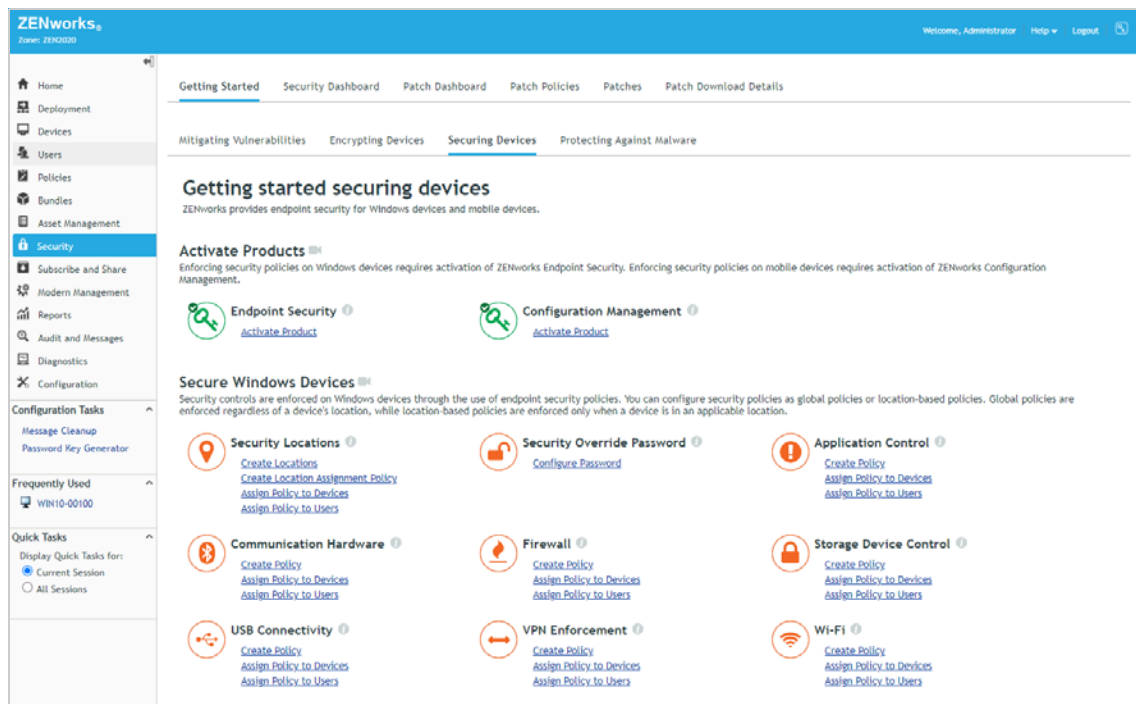 ZENworks®
Zone: ZEN2020
Welcome, Administrator Help Logout
Home
Deployment
Devices
Users
Policies
Bundles
Asset Management
Security
Subscribe and Share
Modern Management
Reports
Audit and Messages
Diagnostics
Configuration
Configuration Tasks
Message Cleanup
Password Key Generator
Frequently Used
WIN10-00100
Quick Tasks
Display Quick Tasks for:
Current Session
All Sessions
Getting Started Security Dashboard Patch Dashboard Patch Policies Patches Patch Download Details
Mitigating Vulnerabilities Encrypting Devices Securing Devices Protecting Against Malware
Getting started securing devices
ZENworks provides endpoint security for Windows devices and mobile devices.
Activate Products
Enforcing security policies on Windows devices requires activation of ZENworks Endpoint Security. Enforcing security policies on mobile devices requires activation of ZENworks Configuration
Management.
Endpoint Security
Activate Product
Configuration Management
Activate Product
Secure Windows Devices
Security controls are enforced on Windows devices through the use of endpoint security policies. You can configure security policies as global policies or location-based policies. Global policies are
enforced regardless of a device's location, while location-based policies are enforced only when a device is in an applicable location.
Security Locations
Create Locations
Create Location Assignment Policy
Assign Policy to Devices
Assign Policy to Users
Security Override Password
Configure Password
Application Control
Create Policy
Assign Policy to Devices
Assign Policy to Users
Communication Hardware
Create Policy
Assign Policy to Devices
Assign Policy to Users
Firewall
Create Policy
Assign Policy to Devices
Assign Policy to Users
Storage Device Control
Create Policy
Assign Policy to Devices
Assign Policy to Users
USB Connectivity
Create Policy
Assign Policy to Devices
Assign Policy to Users
VPN Enforcement
Create Policy
Assign Policy to Devices
Assign Policy to Users
Wi-Fi
Create Policy
Assign Policy to Devices
Assign Policy to Users